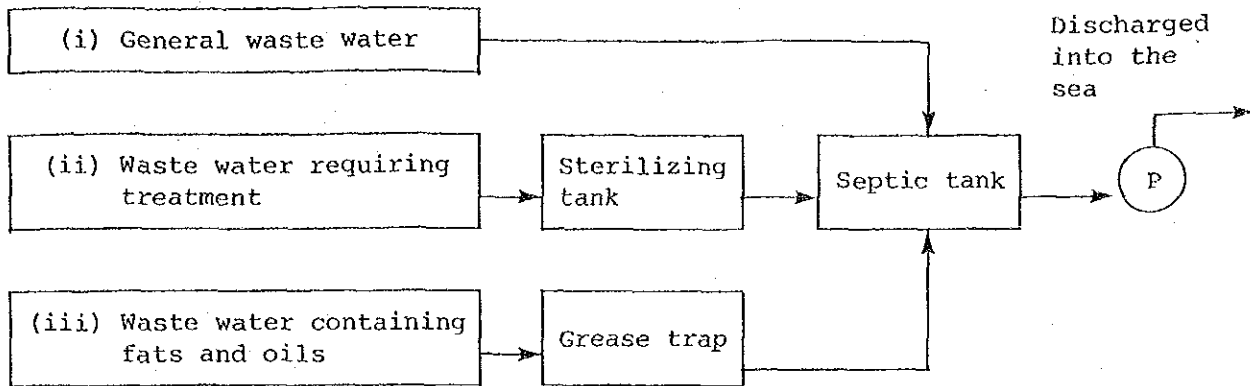 (i) General waste water
Discharged
into the
sea
(ii) Waste water requiring
treatment
Sterilizing
tank
Septic tank
P
(iii) Waste water containing
fats and oils
Grease trap